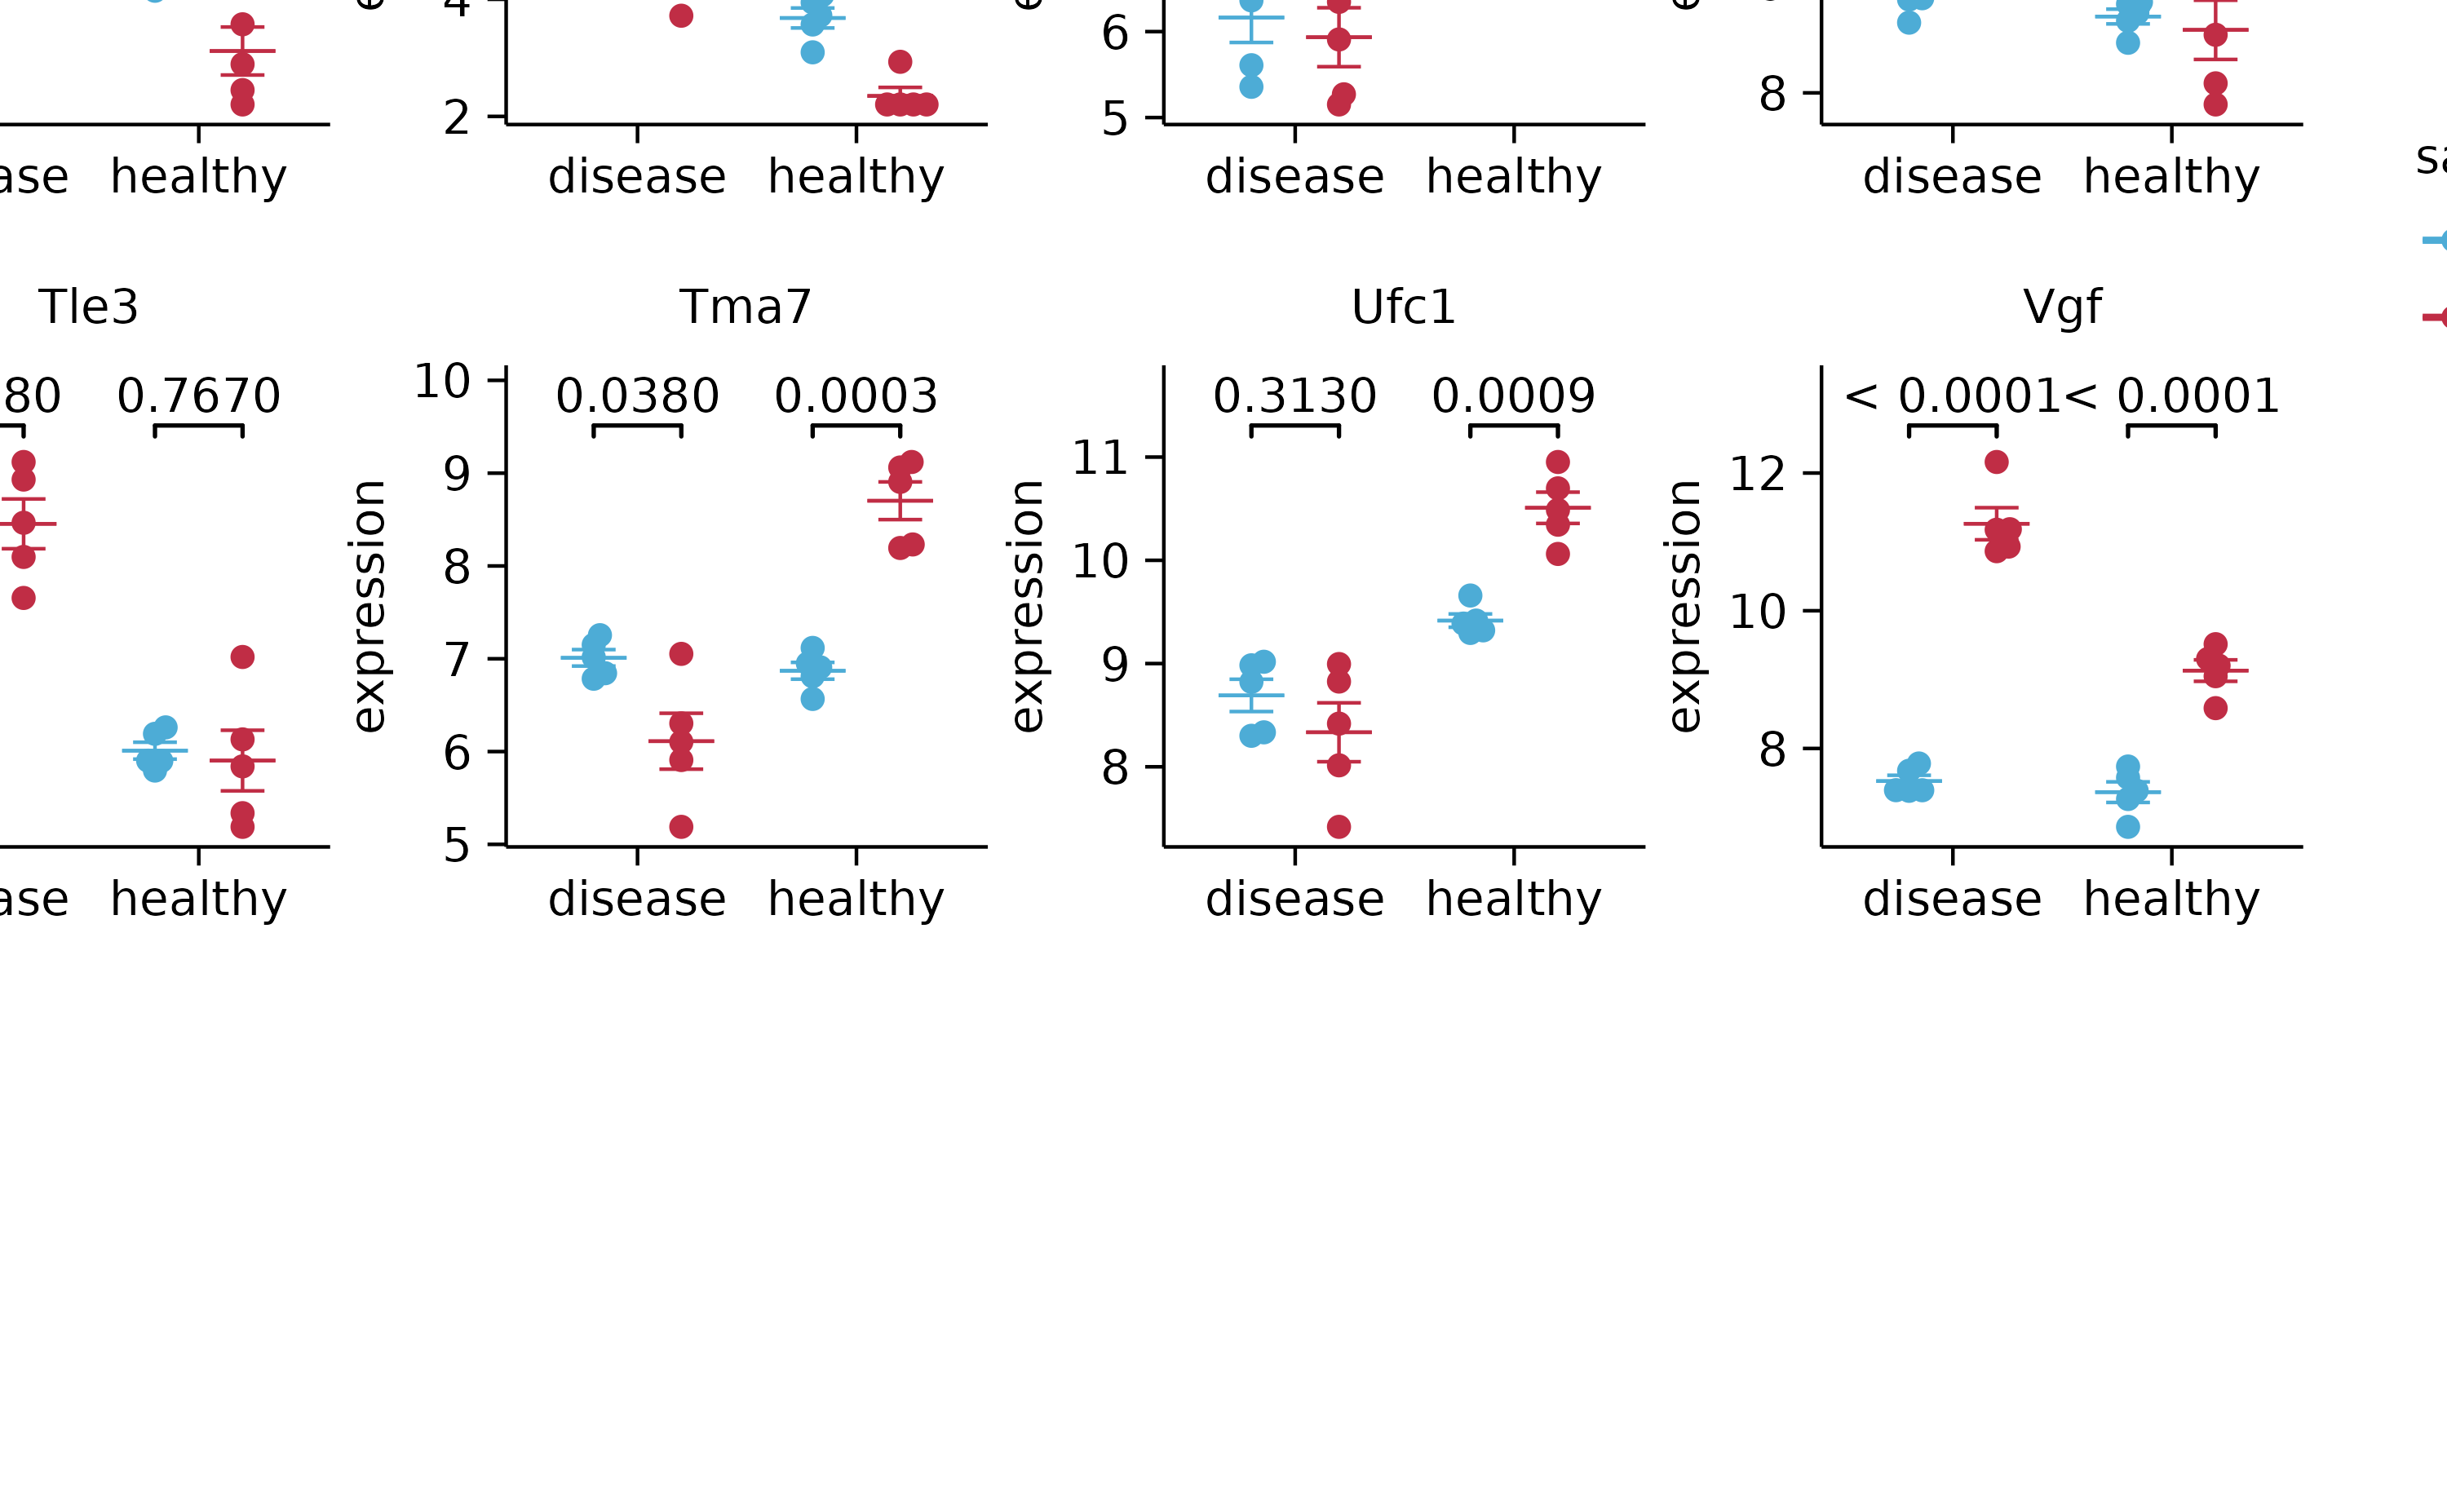 4
2
6
5
8
ase healthy
disease healthy
disease healthy
disease healthy
sa
Tle3
Tma7
Ufc1
Vgf
80 0.7670
10
9
8
7
6
5
expression
0.0380 0.0003
11
10
9
8
expression
0.3130 0.0009
12
10
8
expression
< 0.0001 < 0.0001
ase healthy
disease healthy
disease healthy
disease healthy